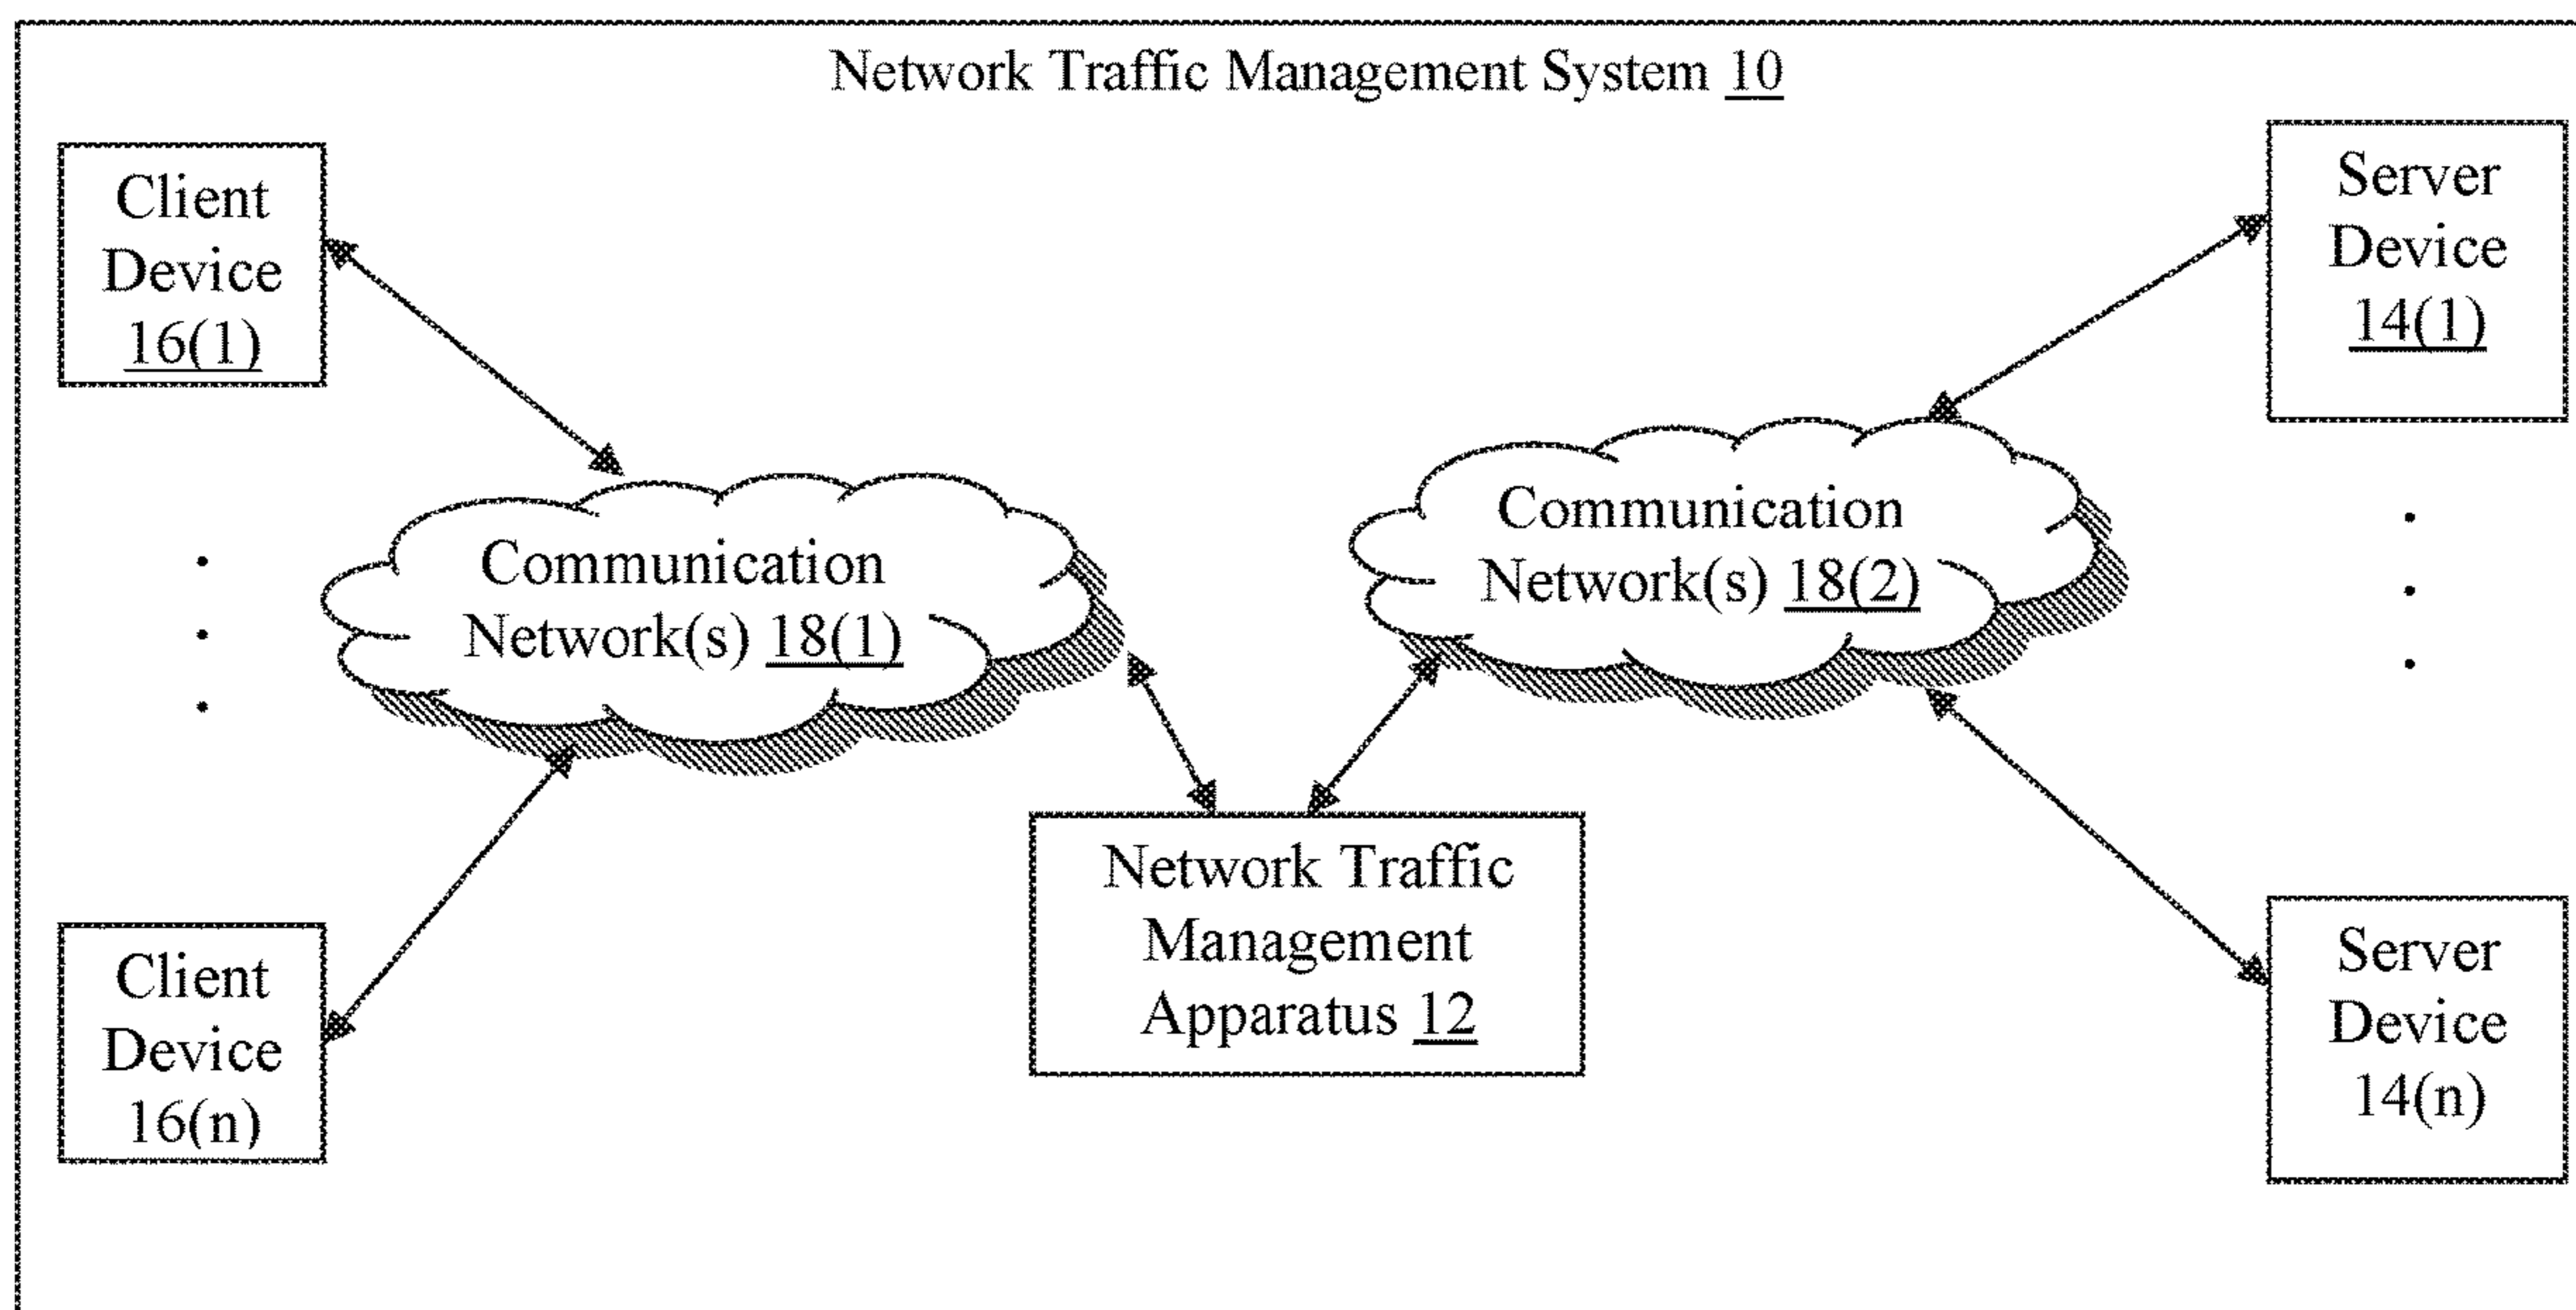 Network Traffic Management System 10
Client
Device
16(1)
Server
Device
14(1)
Communication
Network(s) 18(1)
Communication
Network(s) 18(2)
Network Traffic
Management
Apparatus 12
Client
Device
16(n)
Server
Device
14(n)